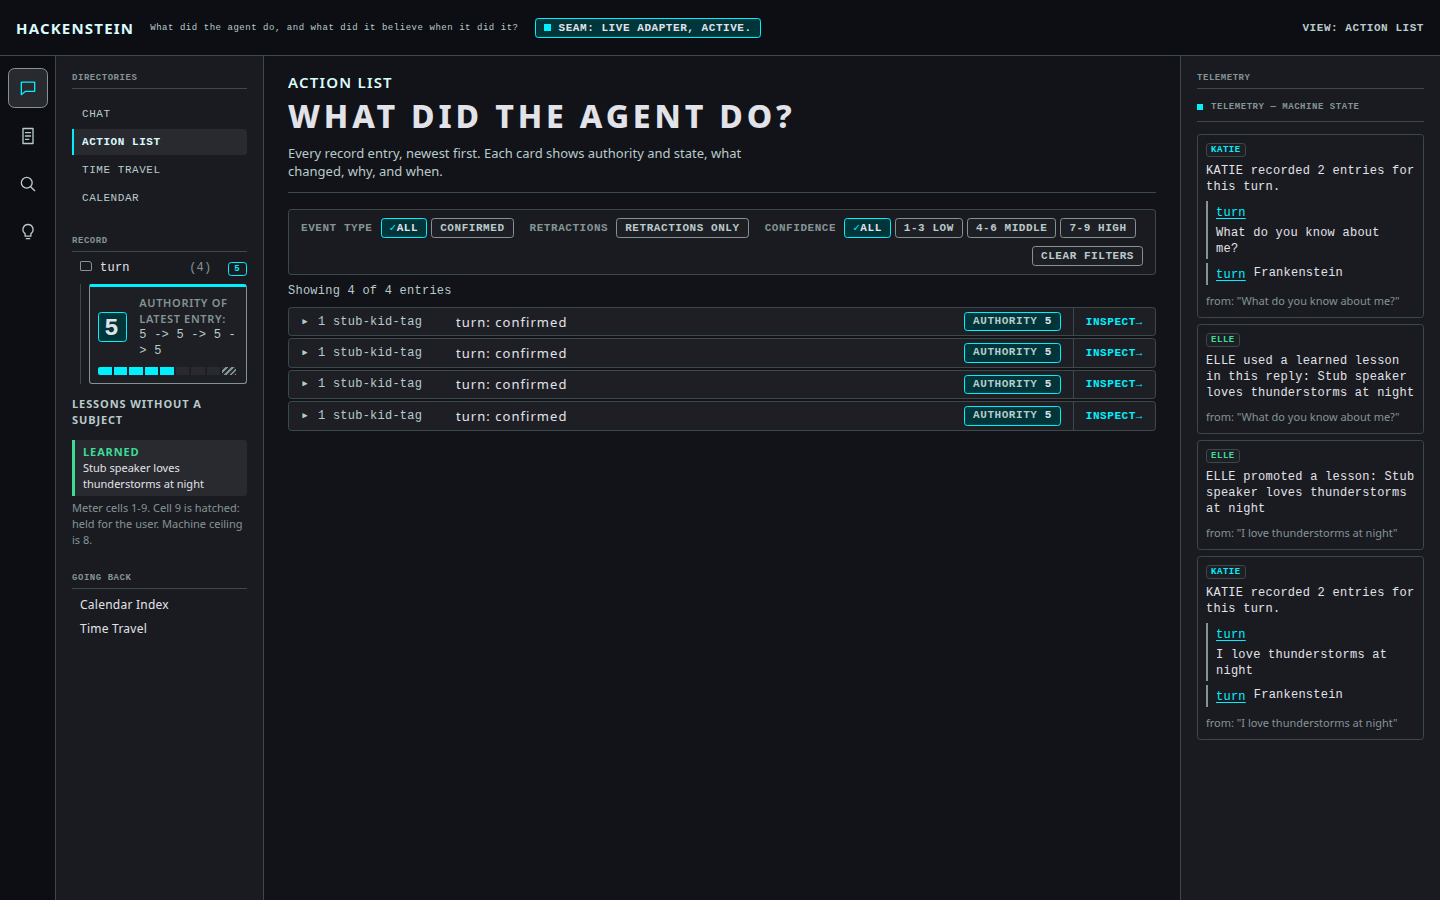 HACKENSTEIN
What did the agent do, and what did it believe when it did it?
SEAM: LIVE ADAPTER, ACTIVE.
VIEW: ACTION LIST
DIRECTORIES
CHAT
ACTION LIST
TIME TRAVEL
CALENDAR
RECORD
turn (4) 5
5
AUTHORITY OF
LATEST ENTRY:
5 -> 5 -> 5 -
> 5
LESSONS WITHOUT A
SUBJECT
LEARNED
Stub speaker loves
thunderstorms at night
Meter cells 1-9. Cell 9 is hatched:
held for the user. Machine ceiling
is 8.
GOING BACK
Calendar Index
Time Travel
ACTION LIST
WHAT DID THE AGENT DO?
Every record entry, newest first. Each card shows authority and state, what
changed, why, and when.
EVENT TYPE ✓ALL CONFIRMED RETRACTIONS RETRACTIONS ONLY CONFIDENCE ✓ALL 1-3 LOW 4-6 MIDDLE 7-9 HIGH
CLEAR FILTERS
Showing 4 of 4 entries
▸ 1 stub-kid-tag turn: confirmed AUTHORITY 5 INSPECT→
▸ 1 stub-kid-tag turn: confirmed AUTHORITY 5 INSPECT→
▸ 1 stub-kid-tag turn: confirmed AUTHORITY 5 INSPECT→
▸ 1 stub-kid-tag turn: confirmed AUTHORITY 5 INSPECT→
TELEMETRY
TELEMETRY — MACHINE STATE
KATIE
KATIE recorded 2 entries for
this turn.
turn
What do you know about
me?
turn Frankenstein
from: "What do you know about me?"
ELLE
ELLE used a learned lesson
in this reply: Stub speaker
loves thunderstorms at night
from: "What do you know about me?"
ELLE
ELLE promoted a lesson: Stub
speaker loves thunderstorms
at night
from: "I love thunderstorms at night"
KATIE
KATIE recorded 2 entries for
this turn.
turn
I love thunderstorms at
night
turn Frankenstein
from: "I love thunderstorms at night"